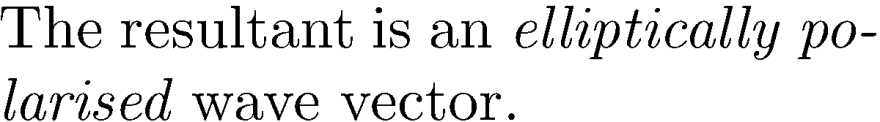 The resultant is an elliptically po-
larised wave vector.